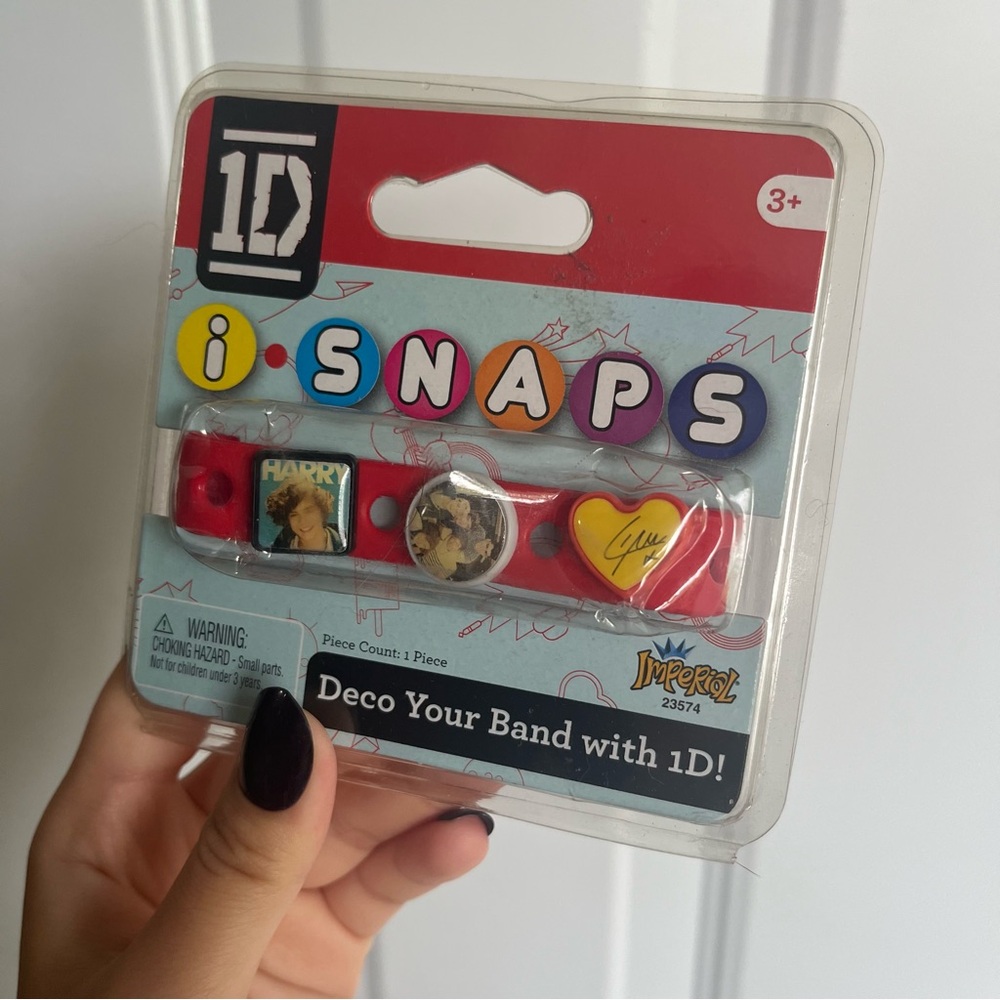 1D
3+
i·SNAPS
HARRY
WARNING:
CHOKING HAZARD - Small parts.
Not for children under 3 years.
Piece Count: 1 Piece
Imperial
23574
Deco Your Band with 1D!